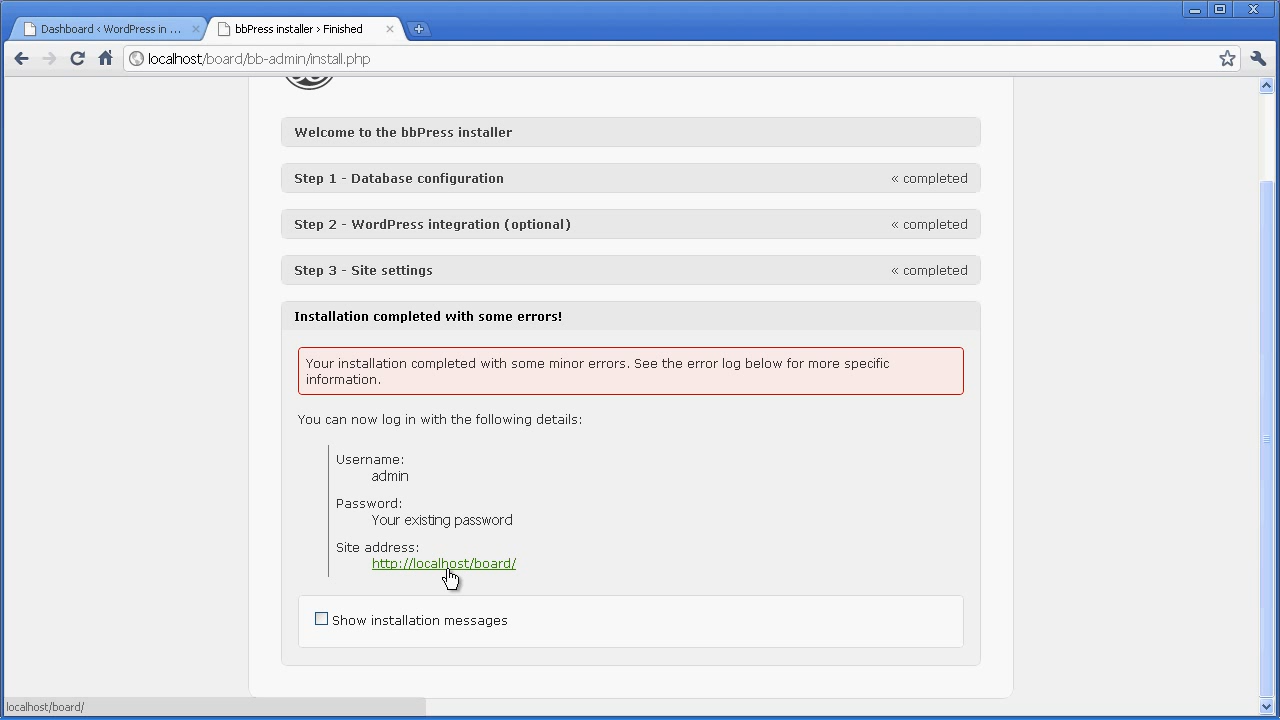 Dashboard ‹ WordPress in ...
bbPress installer › Finished
localhost/board/bb-admin/install.php
Welcome to the bbPress installer
Step 1 - Database configuration « completed
Step 2 - WordPress integration (optional) « completed
Step 3 - Site settings « completed
Installation completed with some errors!
Your installation completed with some minor errors. See the error log below for more specific
information.
You can now log in with the following details:
Username:
admin
Password:
Your existing password
Site address:
http://localhost/board/
Show installation messages
localhost/board/